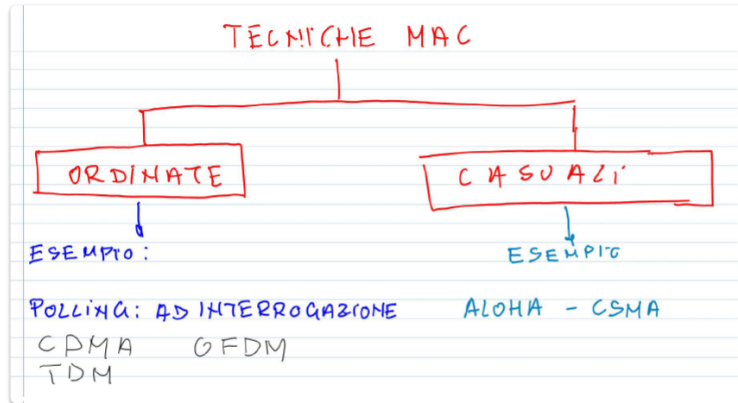 TECNICHE MAC
ORDINATE
CASUALI
ESEMPIO:
ESEMPIO
POLLING: AD INTERROGAZIONE
ALOHA - CSMA
CDMA OFDM
TDM